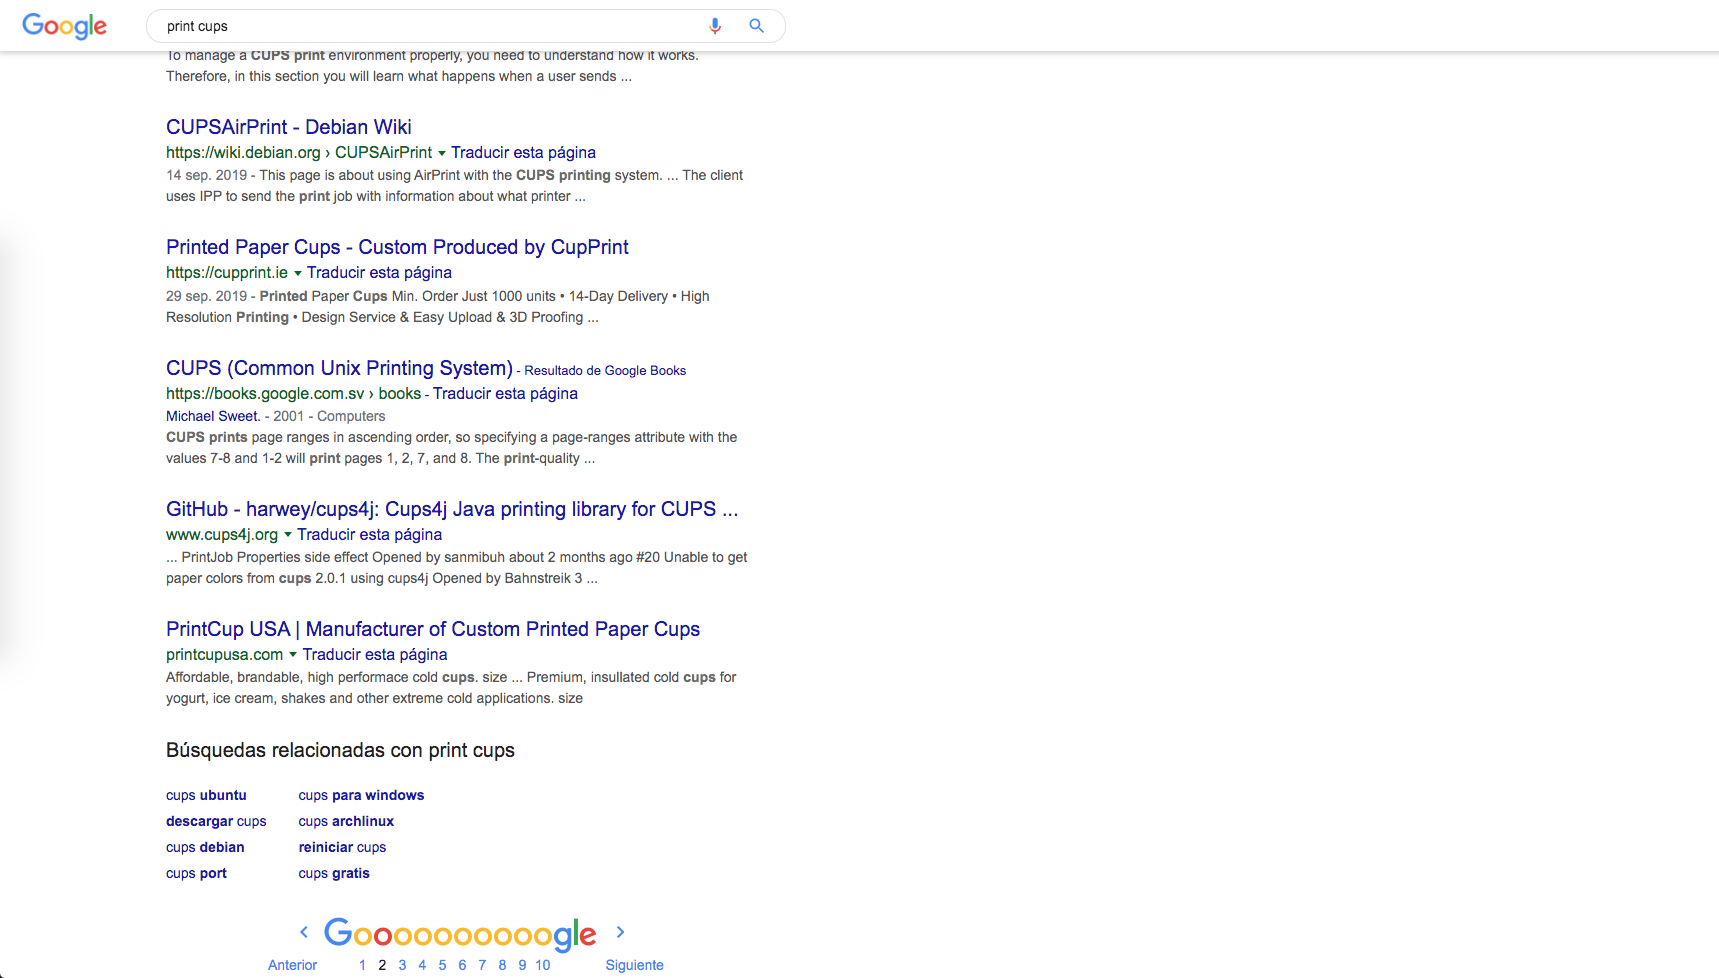 Google
print cups
To manage a CUPS print environment properly, you need to understand how it works.
Therefore, in this section you will learn what happens when a user sends ...
CUPSAirPrint - Debian Wiki
https://wiki.debian.org › CUPSAirPrint Traducir esta página
14 sep. 2019 - This page is about using AirPrint with the CUPS printing system. ... The client
uses IPP to send the print job with information about what printer ...
Printed Paper Cups - Custom Produced by CupPrint
https://cupprint.ie Traducir esta página
29 sep. 2019 - Printed Paper Cups Min. Order Just 1000 units • 14-Day Delivery • High
Resolution Printing • Design Service & Easy Upload & 3D Proofing ...
CUPS (Common Unix Printing System) - Resultado de Google Books
https://books.google.com.sv › books - Traducir esta página
Michael Sweet. - 2001 - Computers
CUPS prints page ranges in ascending order, so specifying a page-ranges attribute with the
values 7-8 and 1-2 will print pages 1, 2, 7, and 8. The print-quality ...
GitHub - harwey/cups4j: Cups4j Java printing library for CUPS ...
www.cups4j.org Traducir esta página
... PrintJob Properties side effect Opened by sanmibuh about 2 months ago #20 Unable to get
paper colors from cups 2.0.1 using cups4j Opened by Bahnstreik 3 ...
PrintCup USA | Manufacturer of Custom Printed Paper Cups
printcupusa.com Traducir esta página
Affordable, brandable, high performace cold cups. size ... Premium, insullated cold cups for
yogurt, ice cream, shakes and other extreme cold applications. size
Búsquedas relacionadas con print cups
cups ubuntu cups para windows
descargar cups cups archlinux
cups debian reiniciar cups
cups port cups gratis
Goooooooooogle
Anterior 1 2 3 4 5 6 7 8 9 10 Siguiente